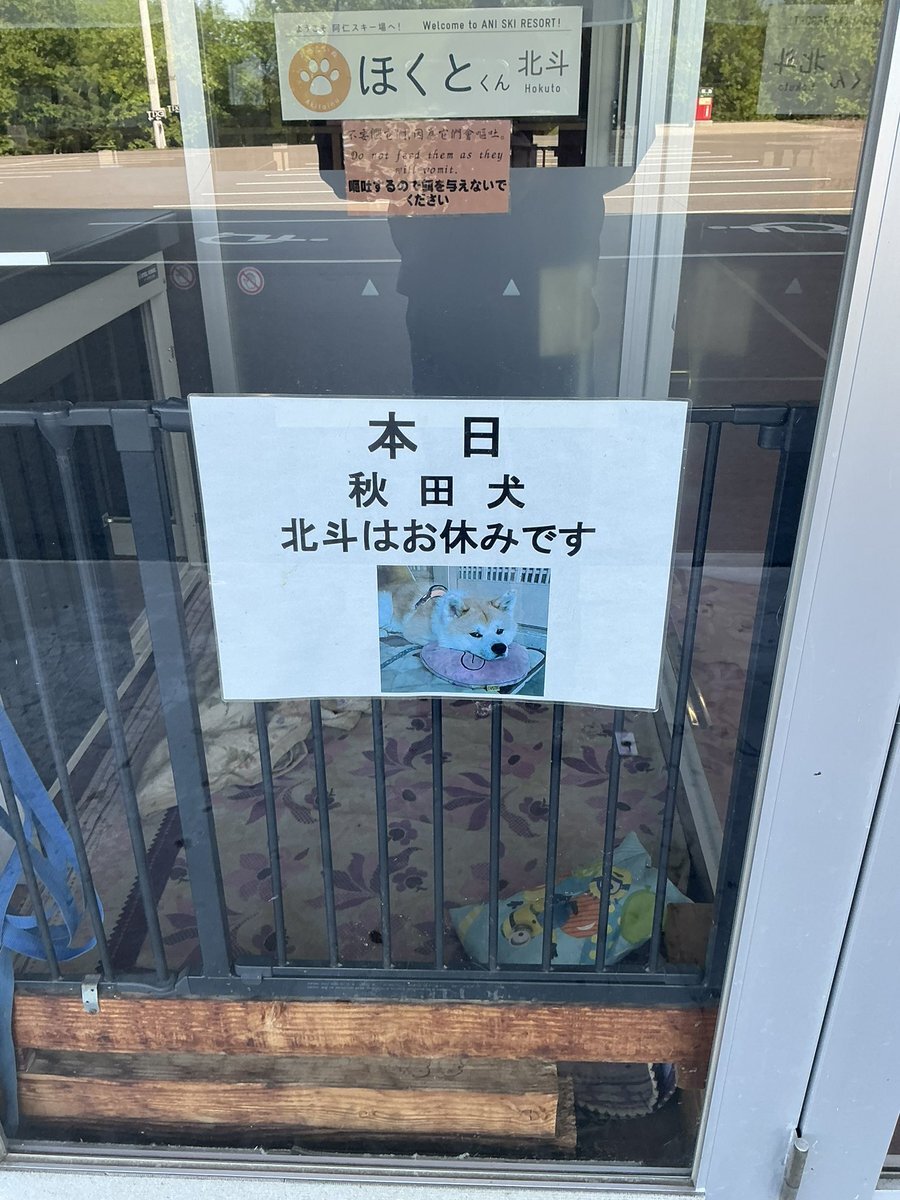 ようこそ 阿仁スキー場へ! Welcome to ANI SKI RESORT!
ほくとくん 北斗
Hokuto
Akitainu
Do not feed them as they
will vomit.
嘔吐するので餌を与えないで
ください
本日
秋田犬
北斗はお休みです